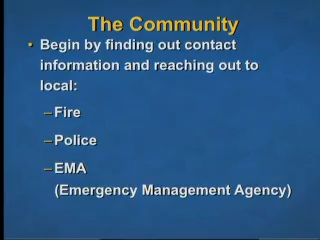 The Community
• Begin by finding out contact
information and reaching out to
local:
– Fire
– Police
– EMA
(Emergency Management Agency)